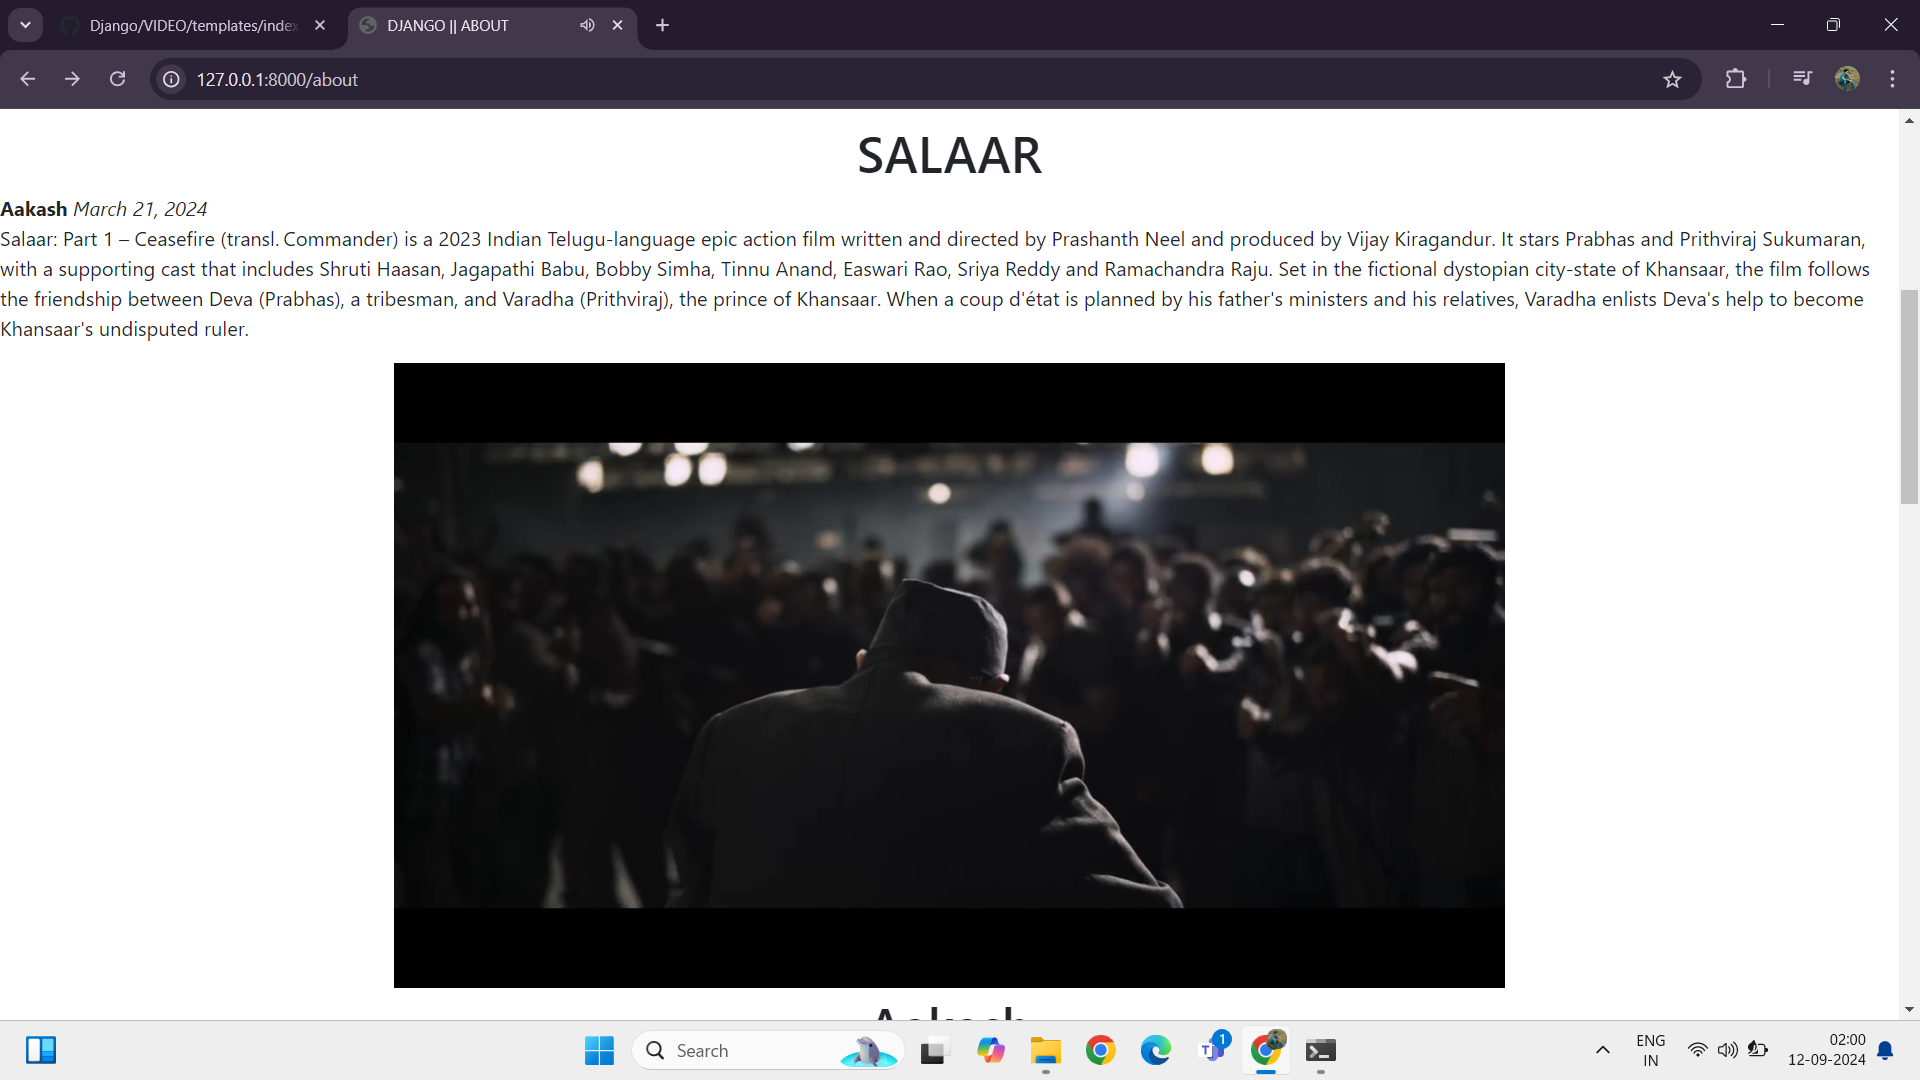 Django/VIDEO/templates/index
DJANGO || ABOUT
127.0.0.1:8000/about
SALAAR
Aakash March 21, 2024
Salaar: Part 1 – Ceasefire (transl. Commander) is a 2023 Indian Telugu-language epic action film written and directed by Prashanth Neel and produced by Vijay Kiragandur. It stars Prabhas and Prithviraj Sukumaran,
with a supporting cast that includes Shruti Haasan, Jagapathi Babu, Bobby Simha, Tinnu Anand, Easwari Rao, Sriya Reddy and Ramachandra Raju. Set in the fictional dystopian city-state of Khansaar, the film follows
the friendship between Deva (Prabhas), a tribesman, and Varadha (Prithviraj), the prince of Khansaar. When a coup d'état is planned by his father's ministers and his relatives, Varadha enlists Deva's help to become
Khansaar's undisputed ruler.
Aakash
Search
T
1
ENG
IN
02:00
12-09-2024